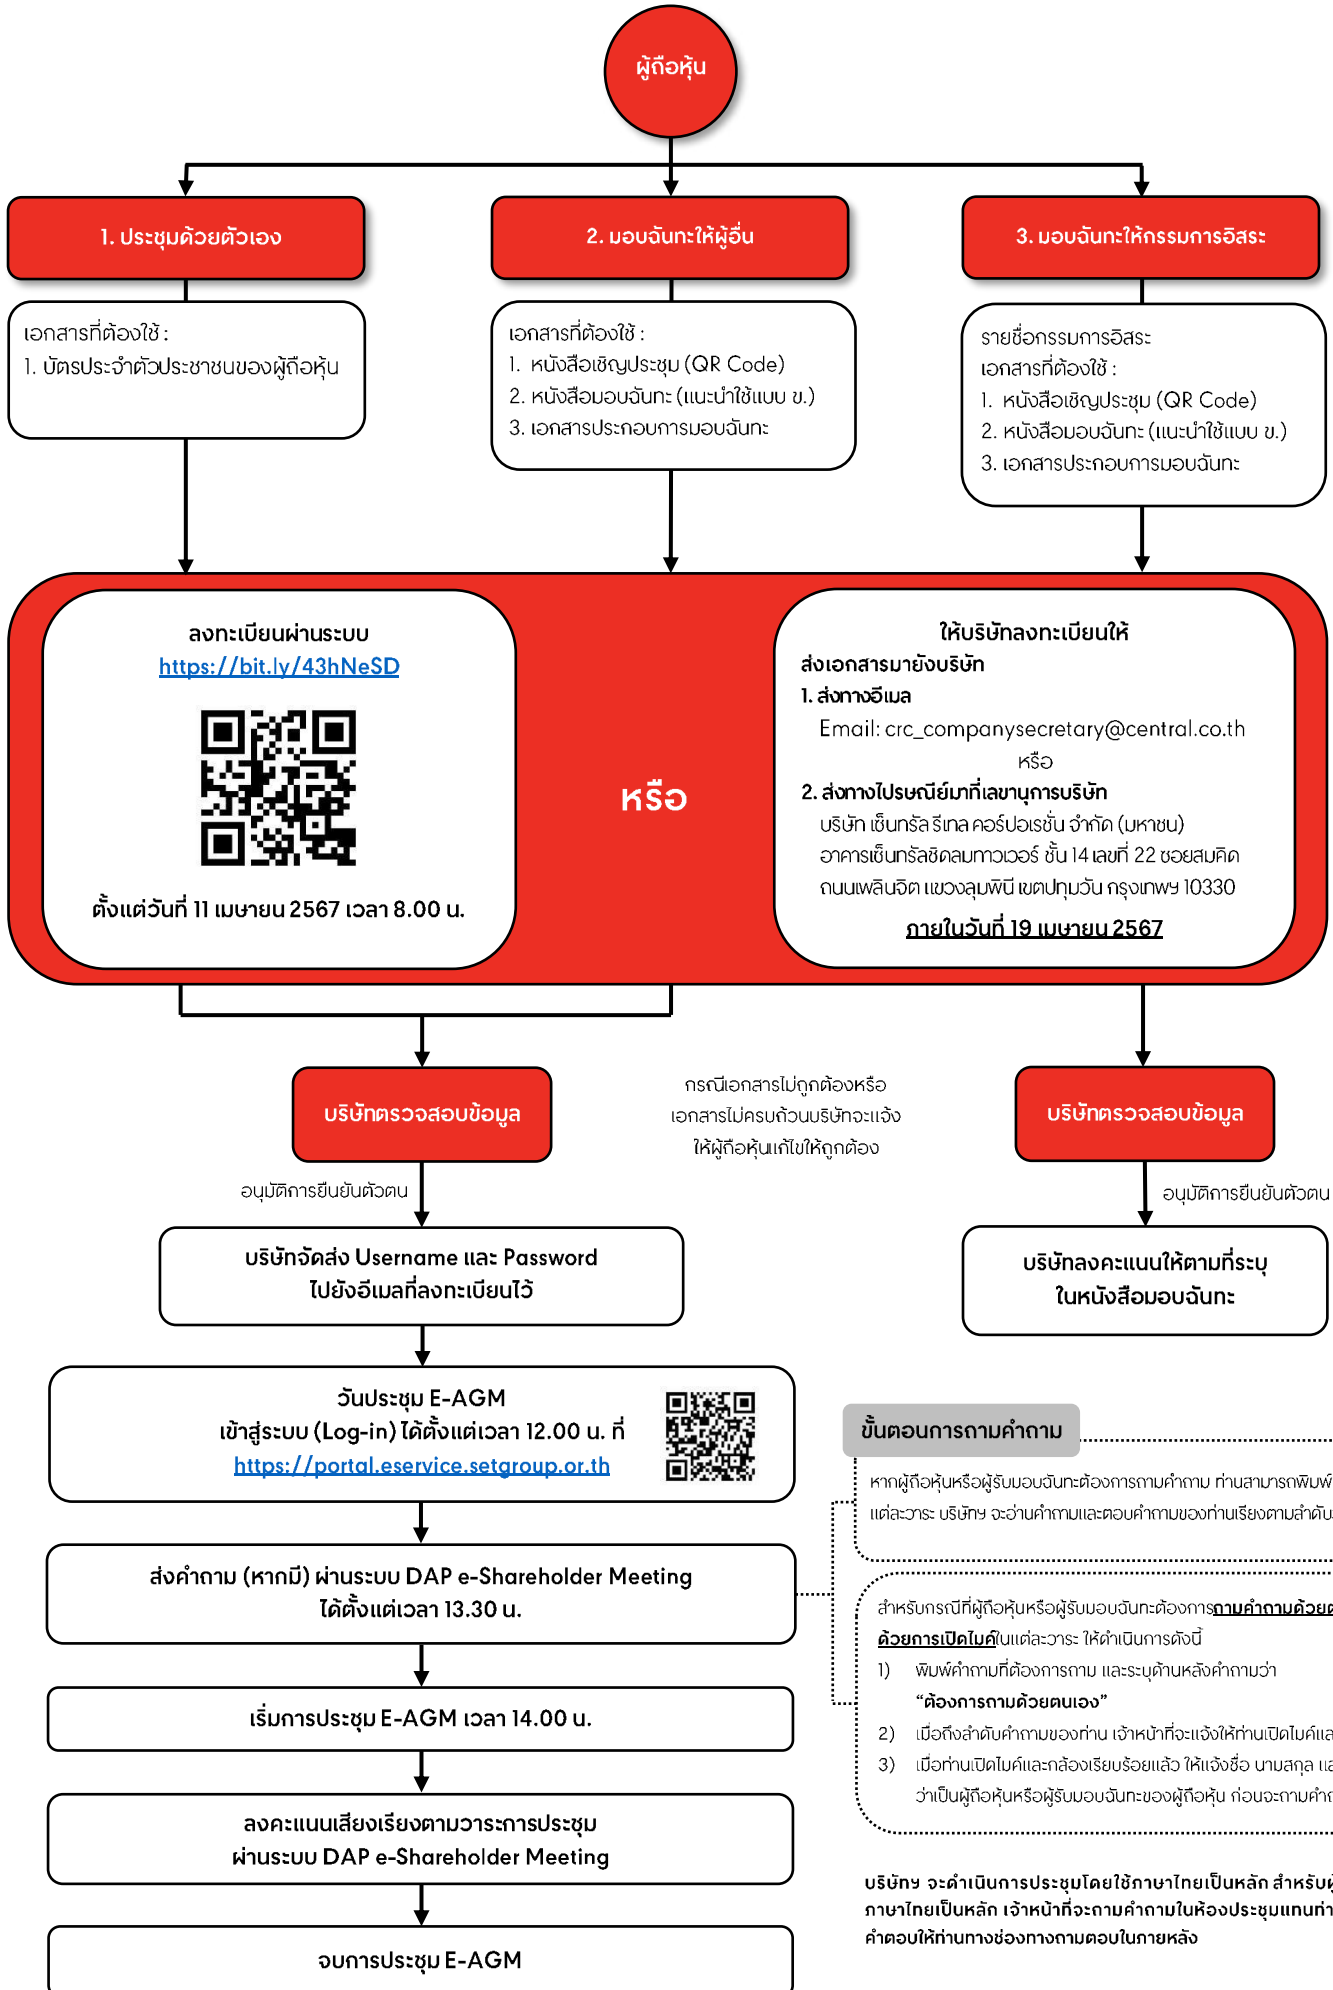 ผู้ถือหุ้น
1. ประชุมด้วยตัวเอง
เอกสารที่ต้องใช้ :
1. บัตรประจำตัวประชาชนของผู้ถือหุ้น
2. มอบฉันทะให้ผู้อื่น
เอกสารที่ต้องใช้ :
1. หนังสือเชิญประชุม (QR Code)
2. หนังสือมอบฉันทะ (แนะนำใช้แบบ ข.)
3. เอกสารประกอบการมอบฉันทะ
3. มอบฉันทะให้กรรมการอิสระ
รายชื่อกรรมการอิสระ
เอกสารที่ต้องใช้ :
1. หนังสือเชิญประชุม (QR Code)
2. หนังสือมอบฉันทะ (แนะนำใช้แบบ ข.)
3. เอกสารประกอบการมอบฉันทะ
ลงทะเบียนผ่านระบบ
https://bit.ly/43hNeSD
ตั้งแต่วันที่ 11 เมษายน 2567 เวลา 8.00 น.
หรือ
ให้บริษัทลงทะเบียนให้
ส่งเอกสารมายังบริษัท
1. ส่งทางอีเมล
Email: crc_companysecretary@central.co.th
หรือ
2. ส่งทางไปรษณีย์มาที่เลขานุการบริษัท
บริษัท เซ็นทรัล รีเทล คอร์ปอเรชั่น จำกัด (มหาชน)
อาคารเซ็นทรัลชิดลมทาวเวอร์ ชั้น 14 เลขที่ 22 ซอยสมคิด
ถนนเพลินจิต แขวงลุมพินี เขตปทุมวัน กรุงเทพฯ 10330
ภายในวันที่ 19 เมษายน 2567
บริษัทตรวจสอบข้อมูล
กรณีเอกสารไม่ถูกต้องหรือ
เอกสารไม่ครบถ้วนบริษัทจะแจ้ง
ให้ผู้ถือหุ้นแก้ไขให้ถูกต้อง
บริษัทตรวจสอบข้อมูล
อนุมัติการยืนยันตัวตน
อนุมัติการยืนยันตัวตน
บริษัทจัดส่ง Username และ Password
ไปยังอีเมลที่ลงทะเบียนไว้
บริษัทลงคะแนนให้ตามที่ระบุ
ในหนังสือมอบฉันทะ
วันประชุม E-AGM
เข้าสู่ระบบ (Log-in) ได้ตั้งแต่เวลา 12.00 น. ที่
https://portal.eservice.setgroup.or.th
ส่งคำถาม (หากมี) ผ่านระบบ DAP e-Shareholder Meeting
ได้ตั้งแต่เวลา 13.30 น.
เริ่มการประชุม E-AGM เวลา 14.00 น.
ลงคะแนนเสียงเรียงตามวาระการประชุม
ผ่านระบบ DAP e-Shareholder Meeting
จบการประชุม E-AGM
ขั้นตอนการถามคำถาม
หากผู้ถือหุ้นหรือผู้รับมอบฉันทะต้องการถามคำถาม ท่านสามารถพิมพ์
แต่ละวาระ บริษัทฯ จะอ่านคำถามและตอบคำถามของท่านเรียงตามลำดับ
สำหรับกรณีที่ผู้ถือหุ้นหรือผู้รับมอบฉันทะต้องการถามคำถามด้วย
ด้วยการเปิดไมค์ในแต่ละวาระ ให้ดำเนินการดังนี้
1) พิมพ์คำถามที่ต้องการถาม และระบุด้านหลังคำถามว่า
“ต้องการถามด้วยตนเอง”
2) เมื่อถึงลำดับคำถามของท่าน เจ้าหน้าที่จะแจ้งให้ท่านเปิดไมค์
3) เมื่อท่านเปิดไมค์และกล้องเรียบร้อยแล้ว ให้แจ้งชื่อ นามสกุล
ว่าเป็นผู้ถือหุ้นหรือผู้รับมอบฉันทะของผู้ถือหุ้น ก่อนจะถาม
บริษัทฯ จะดำเนินการประชุมโดยใช้ภาษาไทยเป็นหลัก สำหรับ
ภาษาไทยเป็นหลัก เจ้าหน้าที่จะถามคำถามในห้องประชุมแทน
คำตอบให้ท่านทางช่องทางถามตอบในภายหลัง